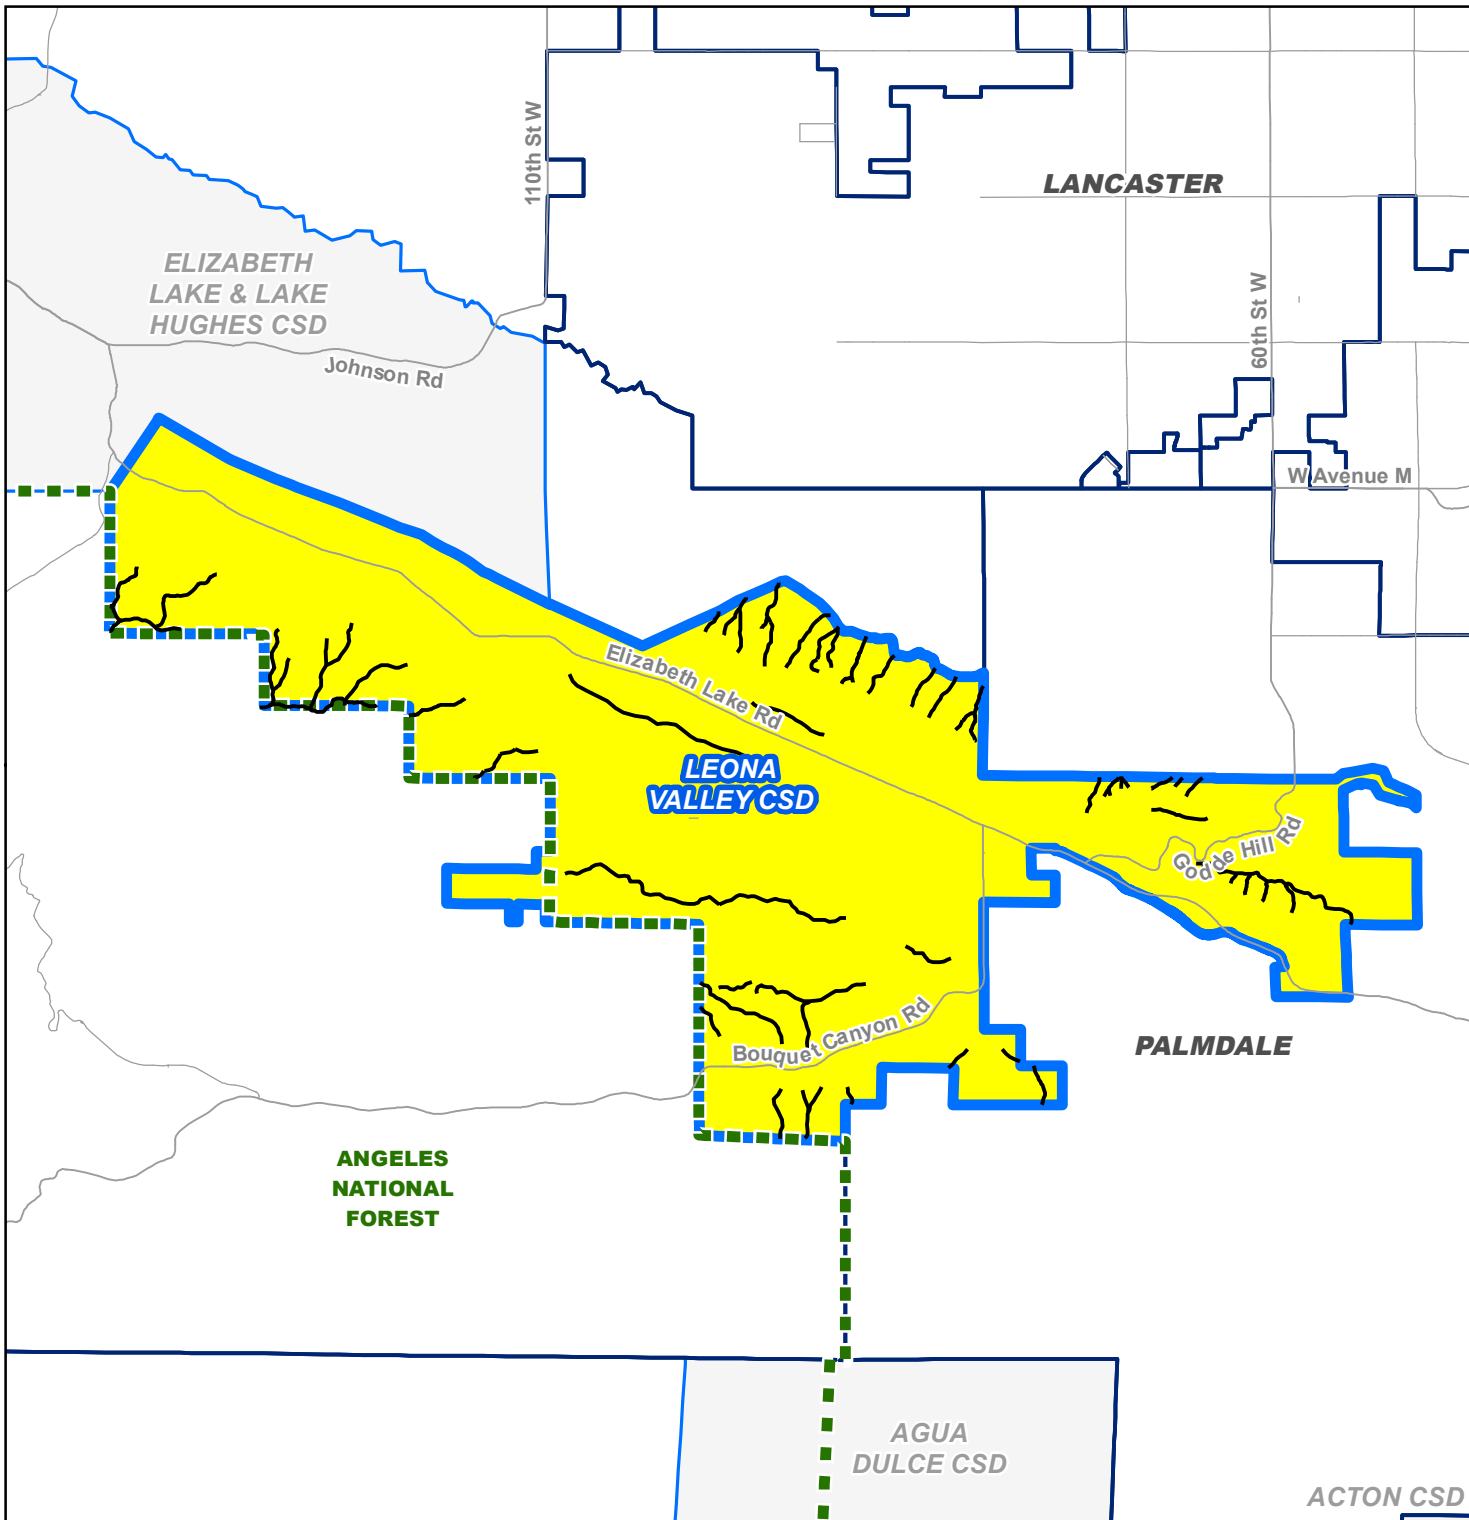 110th St W
LANCASTER
ELIZABETH
LAKE & LAKE
HUGHES CSD
60th St W
Johnson Rd
W Avenue M
Elizabeth Lake Rd
LEONA
VALLEY CSD
Godde Hill Rd
Bouquet Canyon Rd
PALMDALE
ANGELES
NATIONAL
FOREST
AGUA
DULCE CSD
ACTON CSD